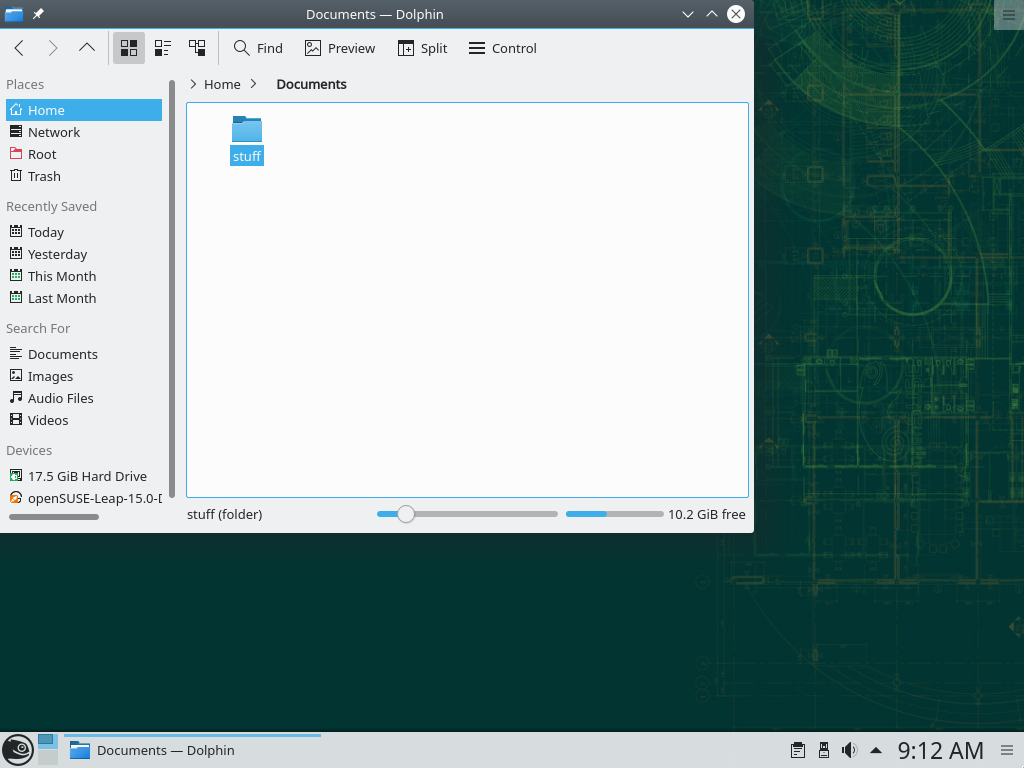 Documents — Dolphin
Find
Preview
Split
Control
Places
Home
Network
Root
Trash
Recently Saved
Today
Yesterday
This Month
Last Month
Search For
Documents
Images
Audio Files
Videos
Devices
17.5 GiB Hard Drive
openSUSE-Leap-15.0-
Home
Documents
stuff
stuff (folder)
10.2 GiB free
Documents — Dolphin
9:12 AM